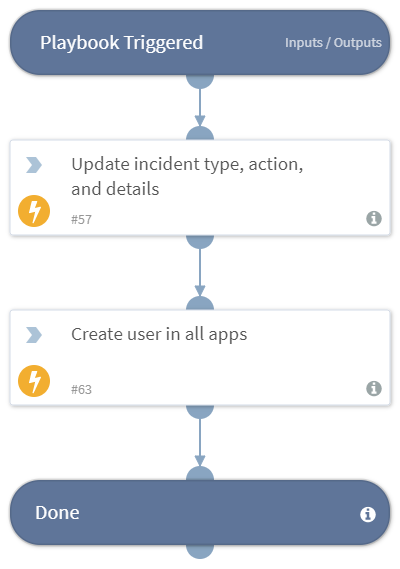 Playbook Triggered
Inputs / Outputs
Update incident type, action,
and details
#57
Create user in all apps
#63
Done